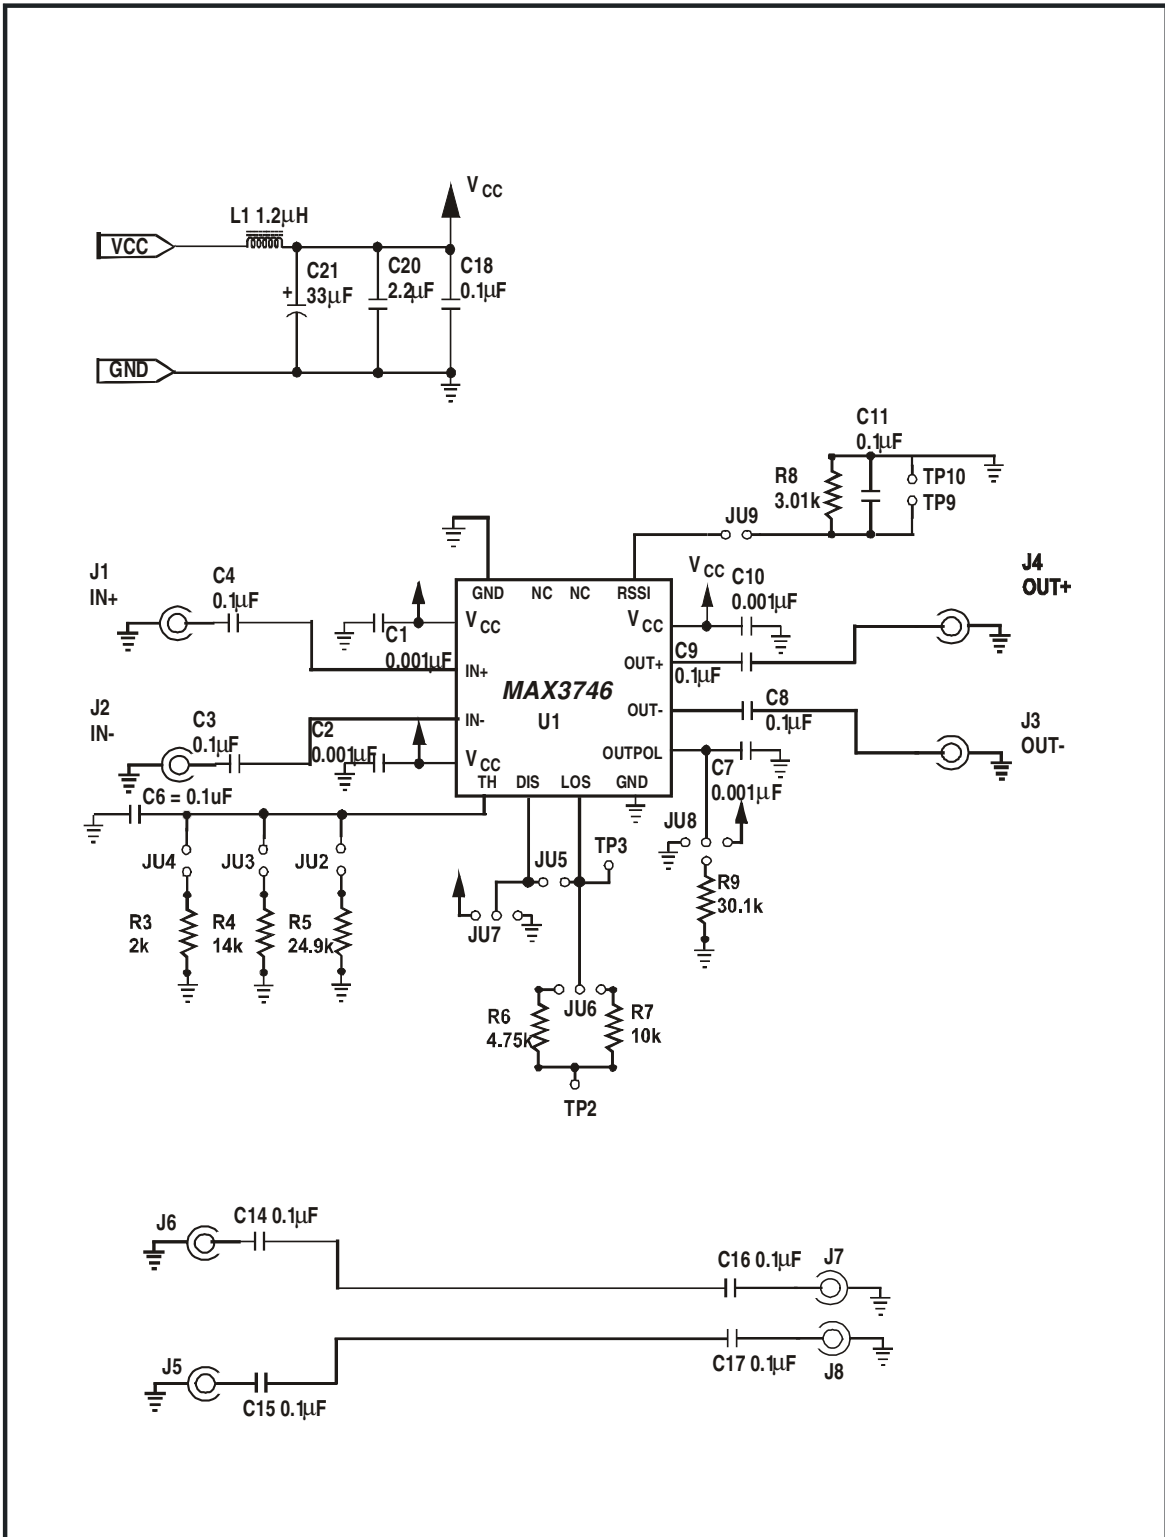 V CC
L1 1.2µH
VCC
C21
33µF
+
C20
2.2µF
C18
0.1µF
GND
C11
0.1µF
R8
3.01k
TP10
TP9
JU9
J1
IN+
C4
0.1µF
C1
0.001µF
GND NC NC RSSI
V CC
V CC
IN+
OUT+
MAX3746
U1
IN-
OUT-
OUTPOL
V CC
TH DIS LOS GND
V CC
C10
0.001µF
C9
0.1µF
J4
OUT+
C8
0.1µF
J3
OUT-
J2
IN-
C3
0.1µF
C2
0.001µF
C7
0.001µF
C6 = 0.1uF
JU4
JU3
JU2
R3
2k
R4
14k
R5
24.9k
JU5
TP3
JU7
JU8
R9
30.1k
R6
4.75k
JU6
R7
10k
TP2
J6
C14 0.1µF
C16 0.1µF
J7
J5
C15 0.1µF
C17 0.1µF
J8